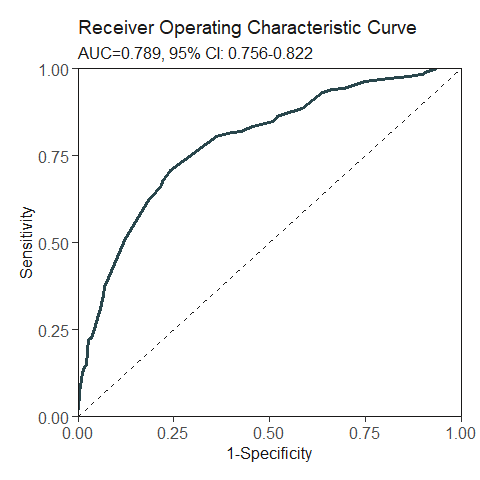 Receiver Operating Characteristic Curve
AUC=0.789, 95% CI: 0.756-0.822
1.00
0.75
0.50
0.25
0.00
Sensitivity
0.00 0.25 0.50 0.75 1.00
1-Specificity